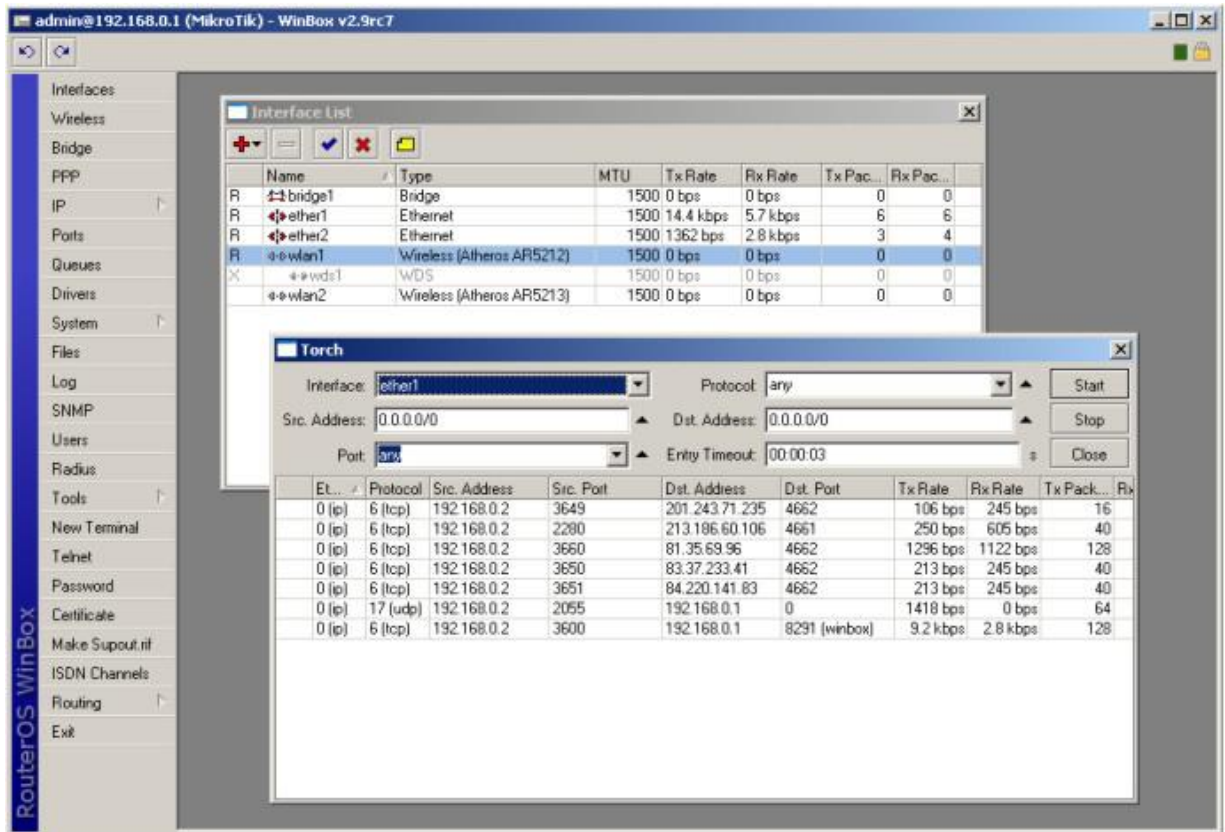 admin@192.168.0.1 (MikroTik) - WinBox v2.9rc7
RouterOS WinBox
Interfaces
Wireless
Bridge
PPP
IP
Ports
Queues
Drivers
System
Files
Log
SNMP
Users
Radius
Tools
New Terminal
Telnet
Password
Certificate
Make Supout.rif
ISDN Channels
Routing
Exit
Interface List
Name Type MTU Tx Rate Rx Rate Tx Pac... Rx Pac...
R bridge1 Bridge 1500 0 bps 0 bps 0 0
R ether1 Ethernet 1500 14.4 kbps 5.7 kbps 6 6
R ether2 Ethernet 1500 1362 bps 2.8 kbps 3 4
R wlan1 Wireless (Atheros AR5212) 1500 0 bps 0 bps 0 0
X wds1 WDS 1500 0 bps 0 bps 0 0
wlan2 Wireless (Atheros AR5213) 1500 0 bps 0 bps 0 0
Torch
Interface: ether1 Protocol: any Start
Src. Address: 0.0.0.0/0 Dst. Address: 0.0.0.0/0 Stop
Port: any Entry Timeout: 00:00:03 s Close
Et... Protocol Src. Address Src. Port Dst. Address Dst. Port Tx Rate Rx Rate Tx Pack... Rx
0 (ip) 6 (tcp) 192.168.0.2 3649 201.243.71.235 4662 106 bps 245 bps 16
0 (ip) 6 (tcp) 192.168.0.2 2280 213.186.60.106 4661 250 bps 605 bps 40
0 (ip) 6 (tcp) 192.168.0.2 3660 81.35.69.96 4662 1296 bps 1122 bps 128
0 (ip) 6 (tcp) 192.168.0.2 3650 83.37.233.41 4662 213 bps 245 bps 40
0 (ip) 6 (tcp) 192.168.0.2 3651 84.220.141.83 4662 213 bps 245 bps 40
0 (ip) 17 (udp) 192.168.0.2 2055 192.168.0.1 0 1418 bps 0 bps 64
0 (ip) 6 (tcp) 192.168.0.2 3600 192.168.0.1 8291 (winbox) 9.2 kbps 2.8 kbps 128